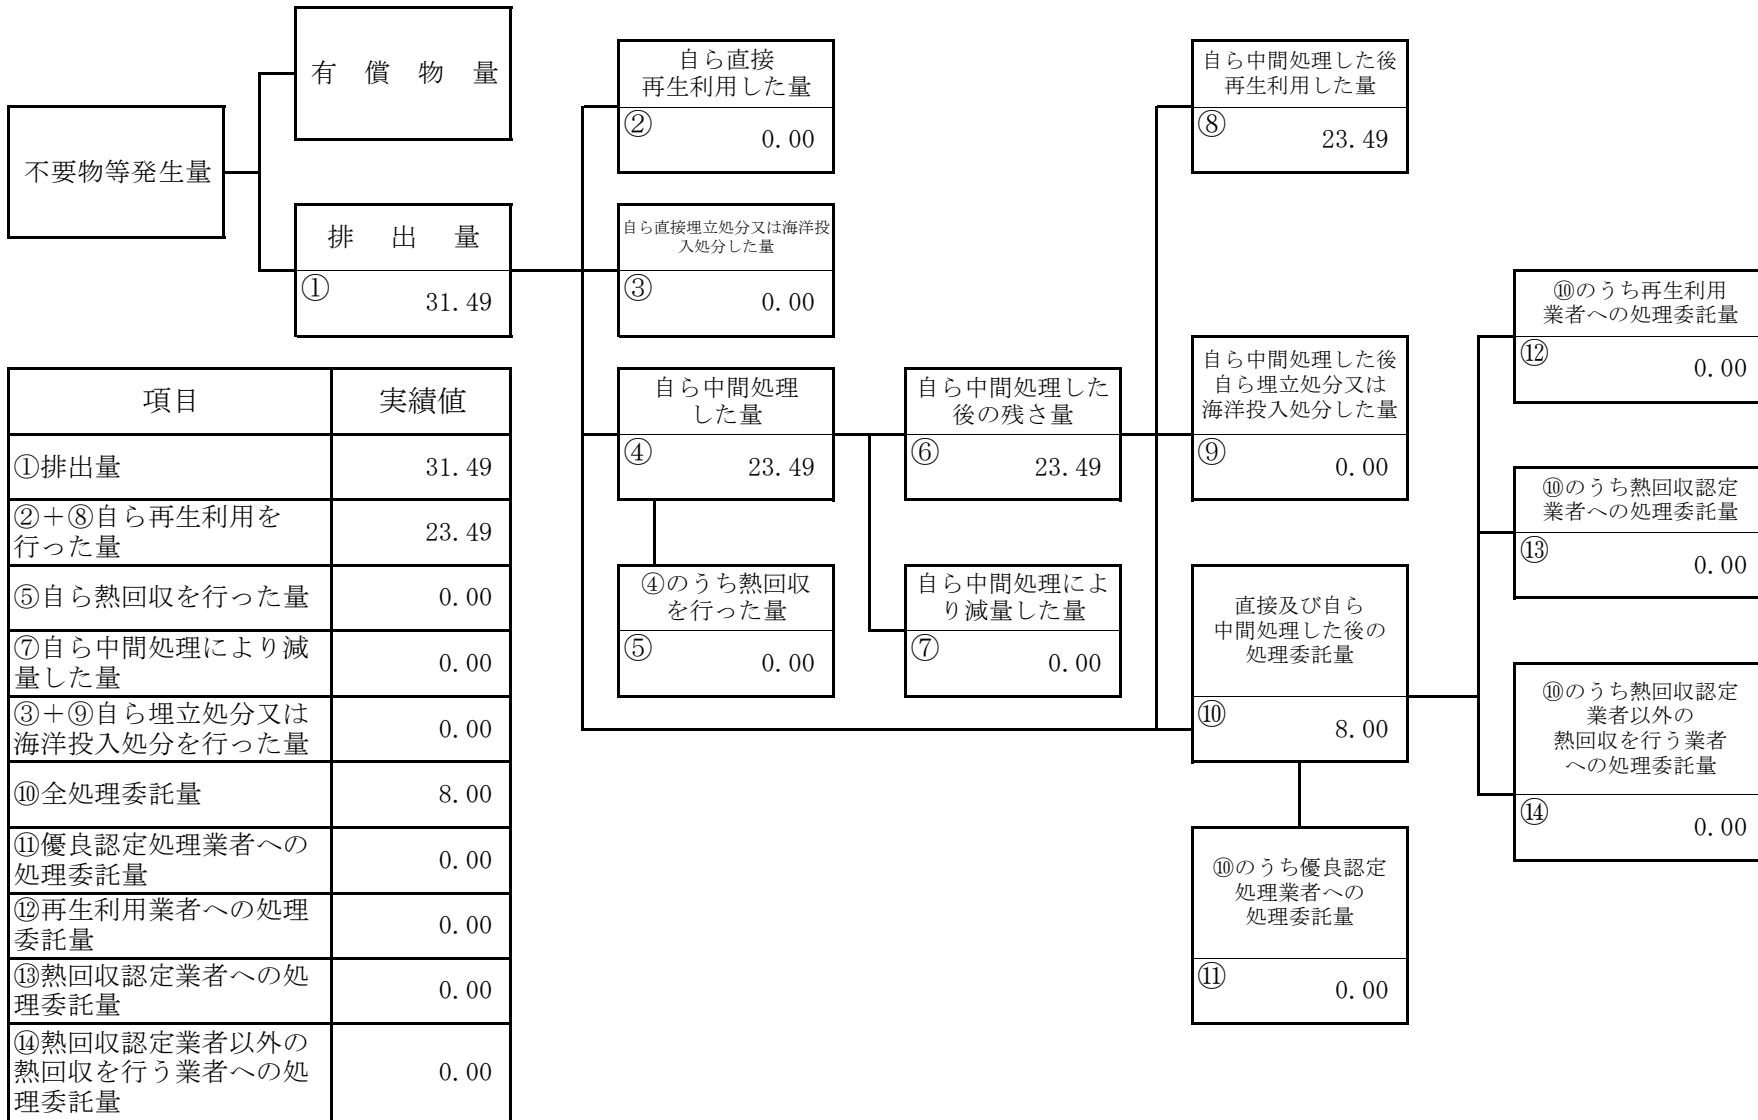 有償物量
不要物等発生量
排出量
①
31.49
自ら直接
再生利用した量
②
0.00
自ら直接埋立処分又は海洋投
入処分した量
③
0.00
自ら中間処理
した量
④
23.49
④のうち熱回収
を行った量
⑤
0.00
自ら中間処理した
後の残さ量
⑥
23.49
自ら中間処理によ
り減量した量
⑦
0.00
自ら中間処理した後
再生利用した量
⑧
23.49
自ら中間処理した後
自ら埋立処分又は
海洋投入処分した量
⑨
0.00
直接及び自ら
中間処理した後の
処理委託量
⑩
8.00
⑩のうち優良認定
処理業者への
処理委託量
⑪
0.00
⑩のうち再生利用
業者への処理委託量
⑫
0.00
⑩のうち熱回収認定
業者への処理委託量
⑬
0.00
⑩のうち熱回収認定
業者以外の
熱回収を行う業者
への処理委託量
⑭
0.00
項目 実績値
①排出量 31.49
②＋⑧自ら再生利用を
行った量 23.49
⑤自ら熱回収を行った量 0.00
⑦自ら中間処理により減
量した量 0.00
③＋⑨自ら埋立処分又は
海洋投入処分を行った量 0.00
⑩全処理委託量 8.00
⑪優良認定処理業者への
処理委託量 0.00
⑫再生利用業者への処理
委託量 0.00
⑬熱回収認定業者への処
理委託量 0.00
⑭熱回収認定業者以外の
熱回収を行う業者への処
理委託量 0.00